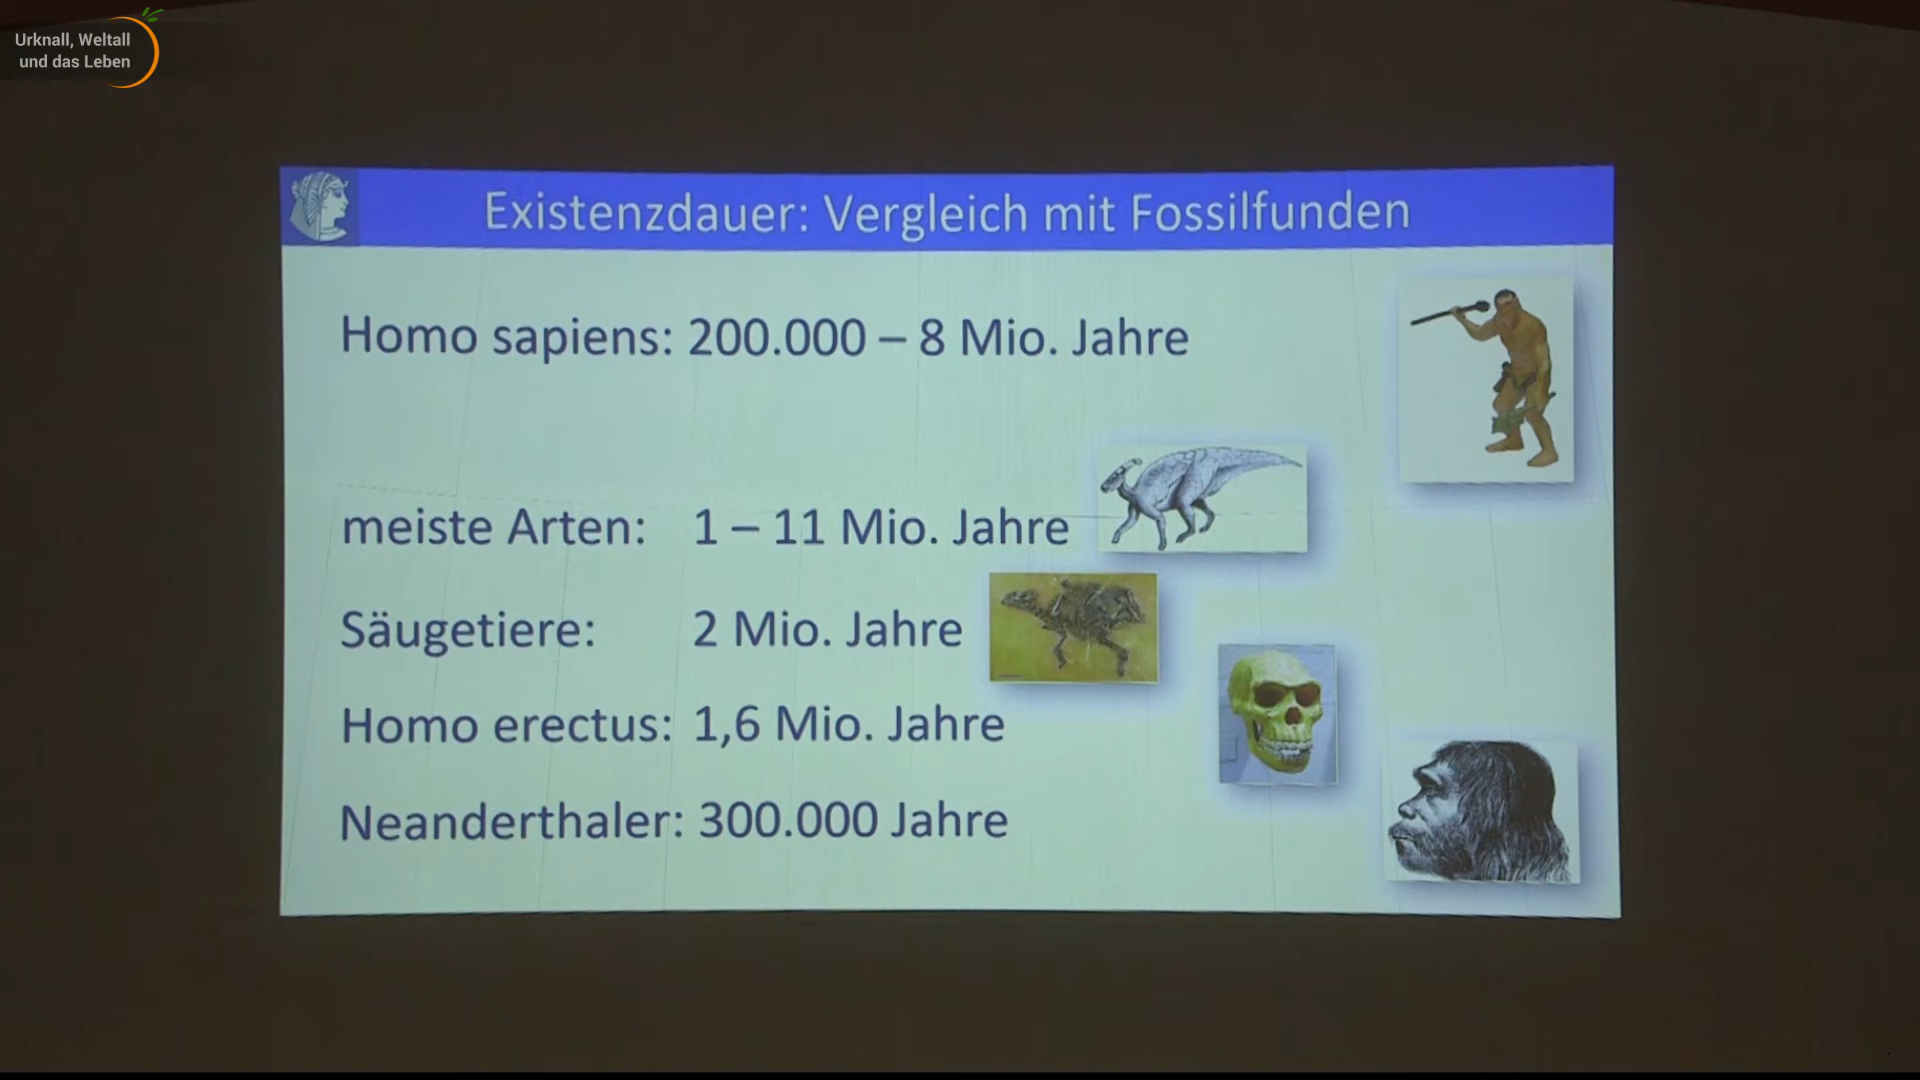 Urknall, Weltall
und das Leben
Existenzdauer: Vergleich mit Fossilfunden
Homo sapiens: 200.000 – 8 Mio. Jahre
meiste Arten: 1 – 11 Mio. Jahre
Säugetiere: 2 Mio. Jahre
Homo erectus: 1,6 Mio. Jahre
Neanderthaler: 300.000 Jahre